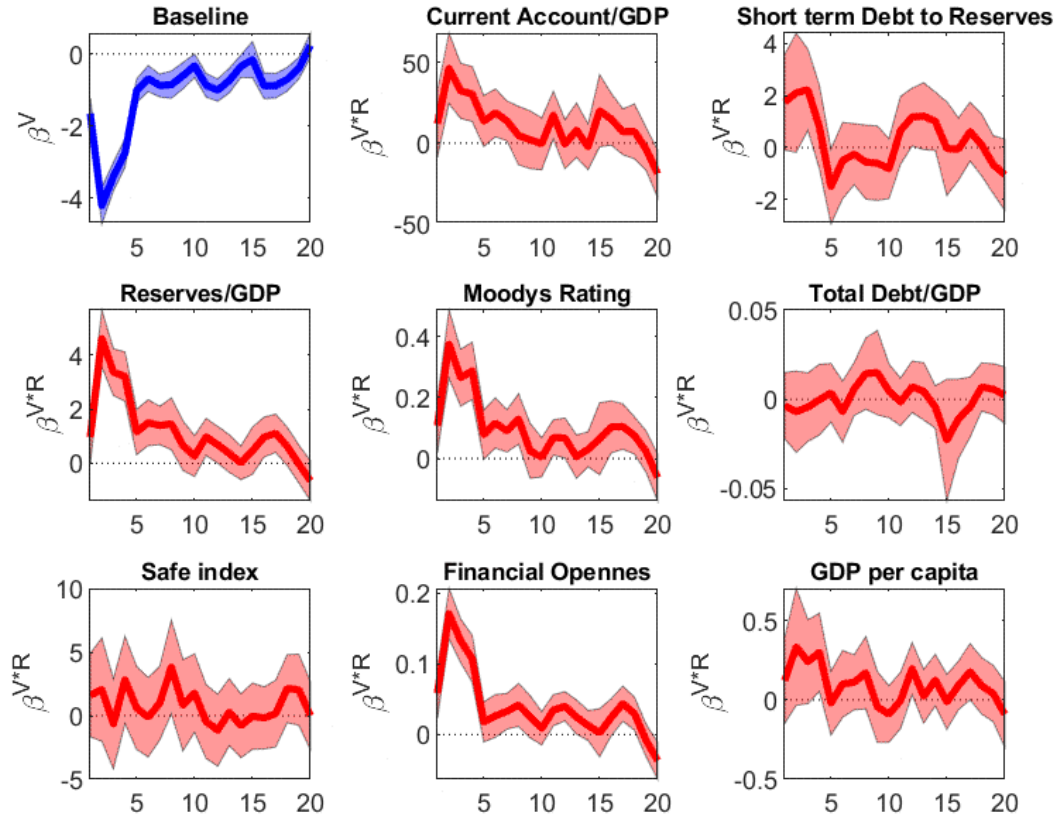 Baseline
Current Account/GDP
Short term Debt to Reserves
0
-2
-4
β^V
5 10 15 20
50
0
-50
β^V*R
5 10 15 20
4
2
0
-2
β^V*R
5 10 15 20
Reserves/GDP
Moodys Rating
Total Debt/GDP
4
2
0
β^V*R
5 10 15 20
0.4
0.2
0
β^V*R
5 10 15 20
0.05
0
-0.05
β^V*R
5 10 15 20
Safe index
Financial Opennes
GDP per capita
10
5
0
-5
β^V*R
5 10 15 20
0.2
0.1
0
β^V*R
5 10 15 20
0.5
0
-0.5
β^V*R
5 10 15 20